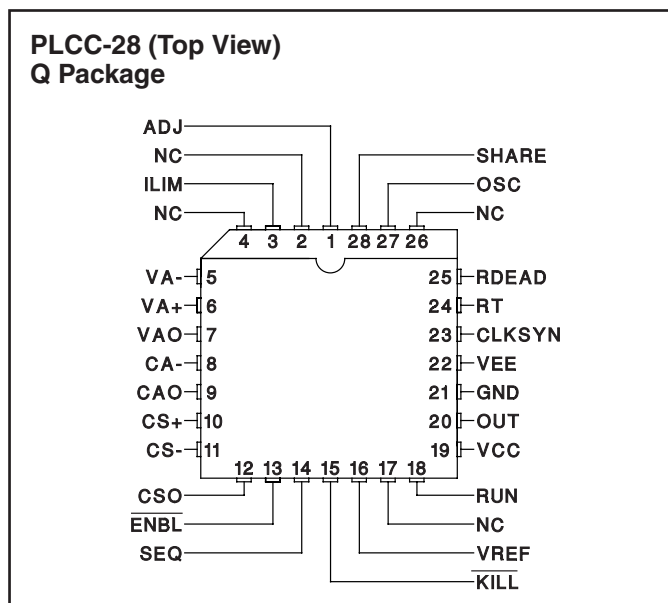 PLCC-28 (Top View)
Q Package
ADJ
NC
ILIM
NC
SHARE
OSC
NC
4 3 2 1 28 27 26
VA- 5
VA+ 6
VAO 7
CA- 8
CAO 9
CS+ 10
CS- 11
25 RDEAD
24 RT
23 CLKSYN
22 VEE
21 GND
20 OUT
19 VCC
12 13 14 15 16 17 18
CSO
ENBL
SEQ
RUN
NC
VREF
KILL